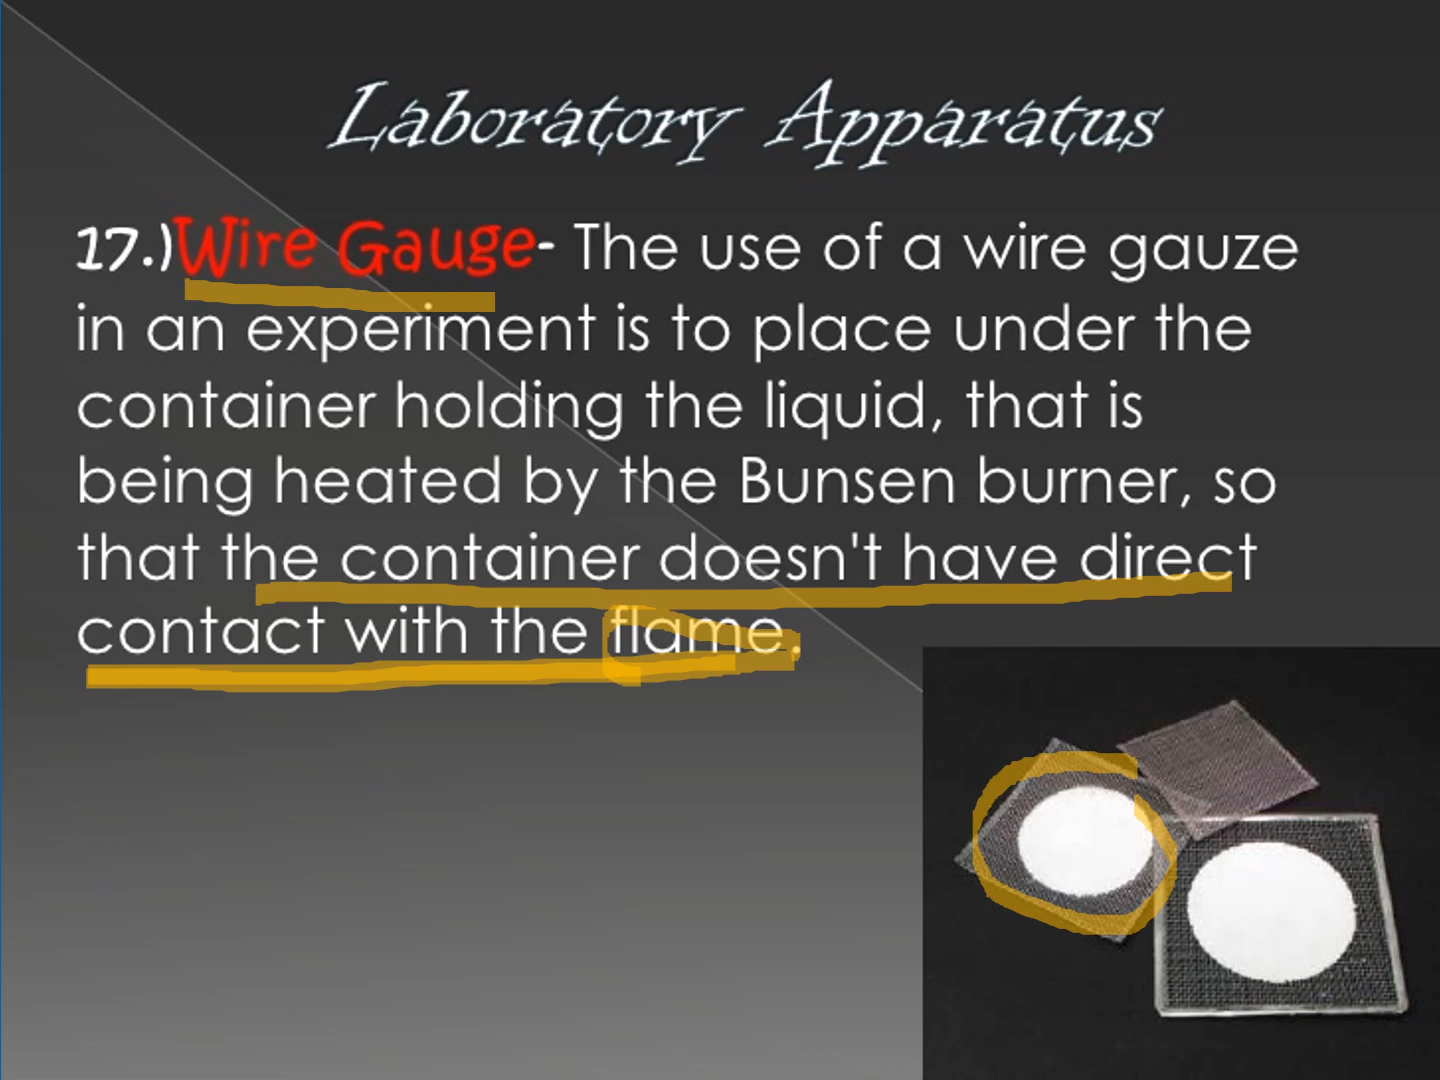 Laboratory Apparatus
17.)Wire Gauge- The use of a wire gauze
in an experiment is to place under the
container holding the liquid, that is
being heated by the Bunsen burner, so
that the container doesn't have direct
contact with the flame.